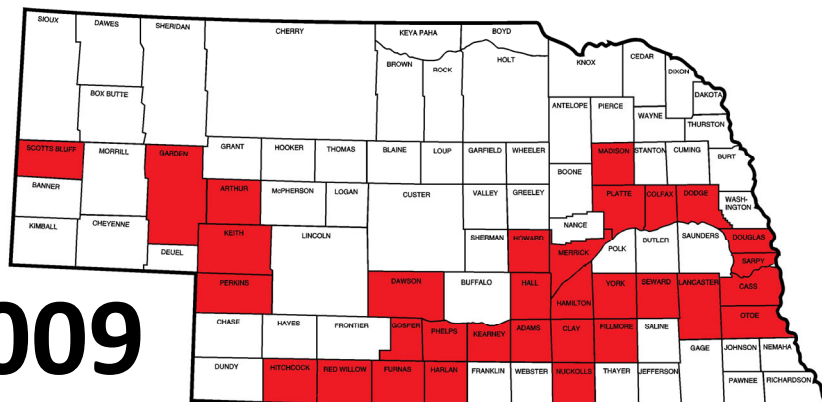 SIOUX
DAWES
SHERIDAN
CHERRY
KEYA PAHA
BOYD
BROWN
ROCK
HOLT
KNOX
CEDAR
DIXON
DAKOTA
BOX BUTTE
ANTELOPE
PIERCE
WAYNE
THURSTON
SCOTTS BLUFF
MORRILL
GARDEN
GRANT
HOOKER
THOMAS
BLAINE
LOUP
GARFIELD
WHEELER
BOONE
MADISON
STANTON
CUMING
BURT
BANNER
ARTHUR
McPHERSON
LOGAN
CUSTER
VALLEY
GREELEY
PLATTE
COLFAX
DODGE
WASH-
INGTON
KIMBALL
CHEYENNE
DEUEL
KEITH
LINCOLN
SHERMAN
HOWARD
NANCE
MERRICK
POLK
BUTLER
SAUNDERS
DOUGLAS
SARPY
PERKINS
DAWSON
BUFFALO
HALL
HAMILTON
YORK
SEWARD
LANCASTER
CASS
OTOE
009
CHASE
HAYES
FRONTIER
GOSPER
PHELPS
KEARNEY
ADAMS
CLAY
FILLMORE
SALINE
GAGE
JOHNSON
NEMAHA
DUNDY
HITCHCOCK
RED WILLOW
FURNAS
HARLAN
FRANKLIN
WEBSTER
NUCKOLLS
THAYER
JEFFERSON
PAWNEE
RICHARDSON